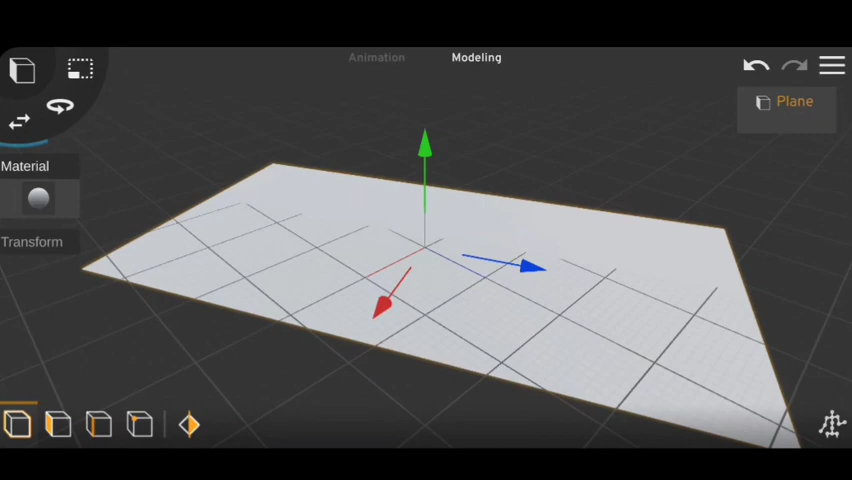 Animation
Modeling
Plane
Material
Transform